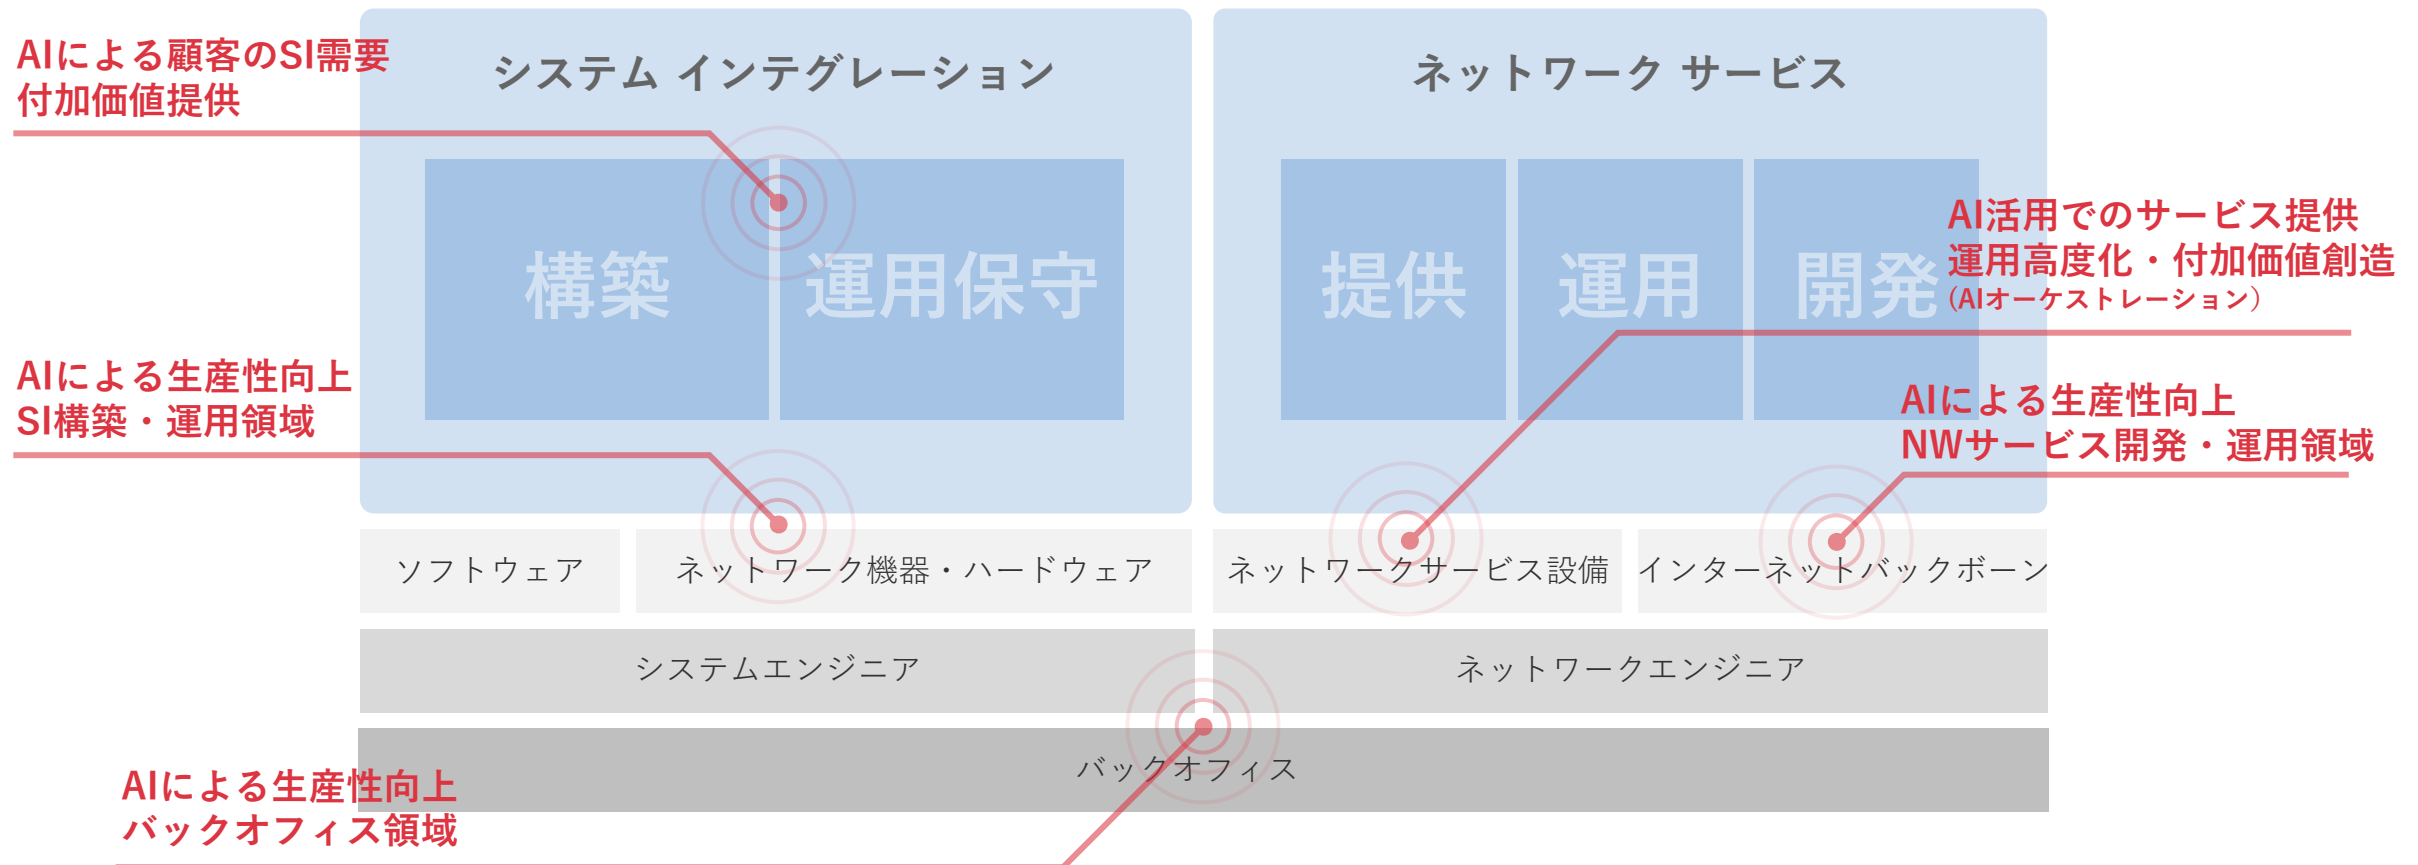 AIによる顧客のSI需要
付加価値提供
システム インテグレーション
ネットワーク サービス
構築
運用保守
提供
運用
開発
AI活用でのサービス提供
運用高度化・付加価値創造
(AIオーケストレーション)
AIによる生産性向上
SI構築・運用領域
AIによる生産性向上
NWサービス開発・運用領域
ソフトウェア
ネットワーク機器・ハードウェア
ネットワークサービス設備
インターネットバックボーン
システムエンジニア
ネットワークエンジニア
バックオフィス
AIによる生産性向上
バックオフィス領域